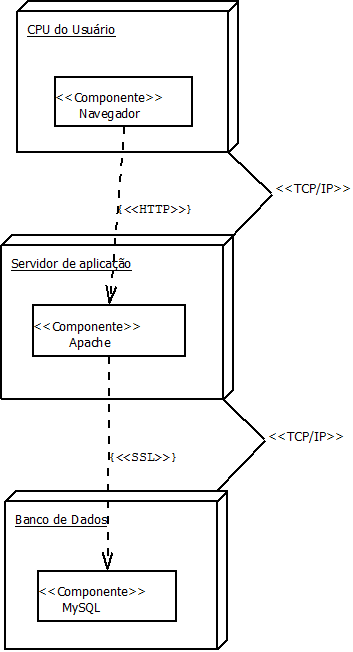 CPU do Usuário
<<Componente>>
Navegador
<<TCP/IP>>
{<<HTTP>>}
Servidor de aplicação
<<Componente>>
Apache
<<TCP/IP>>
{<<SSL>>}
Banco de Dados
<<Componente>>
MySQL